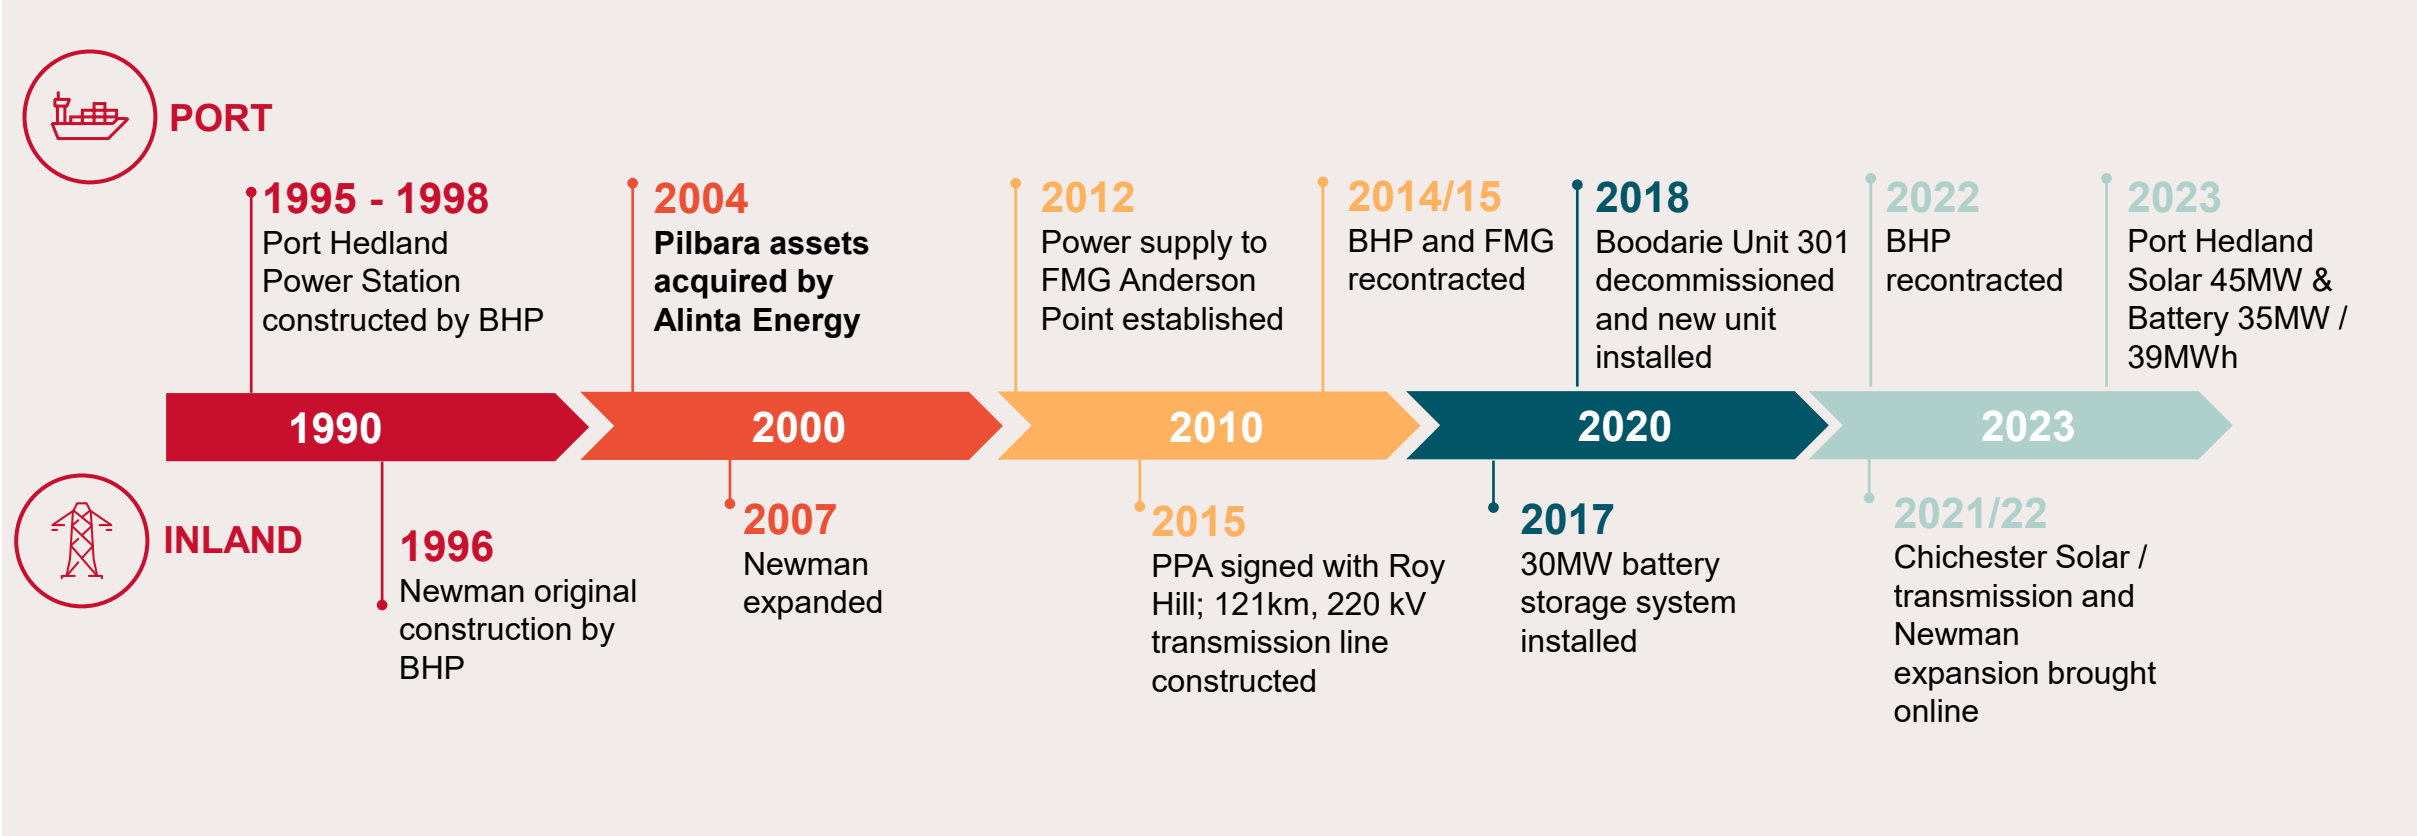 PORT
1995 - 1998
Port Hedland
Power Station
constructed by BHP
2004
Pilbara assets
acquired by
Alinta Energy
2012
Power supply to
FMG Anderson
Point established
2014/15
BHP and FMG
recontracted
2018
Boodarie Unit 301
decommissioned
and new unit
installed
2022
BHP
recontracted
2023
Port Hedland
Solar 45MW &
Battery 35MW /
39MWh
1990
2000
2010
2020
2023
INLAND
1996
Newman original
construction by
BHP
2007
Newman
expanded
2015
PPA signed with Roy
Hill; 121km, 220 kV
transmission line
constructed
2017
30MW battery
storage system
installed
2021/22
Chichester Solar /
transmission and
Newman
expansion brought
online